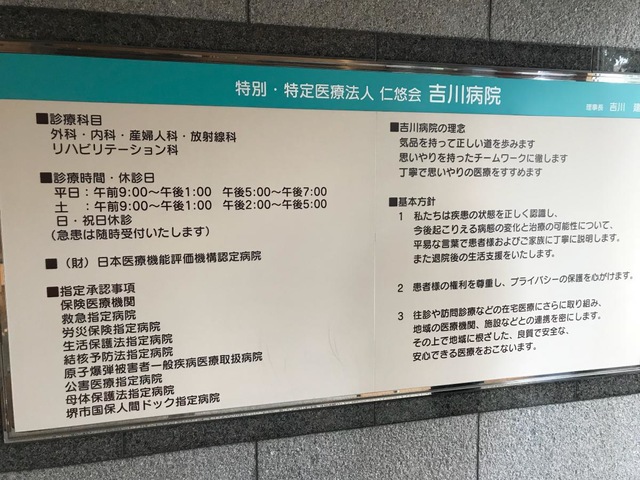 特別・特定医療法人 仁悠会 吉川病院
理事長 吉川
■診療科目
外科・内科・産婦人科・放射線科
リハビリテーション科
■診療時間・休診日
平日：午前9:00〜午後1:00 午後5:00〜午後7:00
土 ：午前9:00〜午後1:00 午後2:00〜午後5:00
日・祝日休診
（急患は随時受付いたします）
■（財）日本医療機能評価機構認定病院
■指定承認事項
保険医療機関
救急指定病院
労災保険指定病院
生活保護法指定病院
結核予防法指定病院
原子爆弾被害者一般疾病医療取扱病院
公害医療指定病院
母体保護法指定病院
堺市国保人間ドック指定病院
■吉川病院の理念
気品を持って正しい道を歩みます
思いやりを持ったチームワークに徹します
丁寧で思いやりの医療をすすめます
■基本方針
1 私たちは疾患の状態を正しく認識し、
今後起こりえる病態の変化と治療の可能性について、
平易な言葉で患者様およびご家族に丁寧に説明します。
また退院後の生活支援をいたします。
2 患者様の権利を尊重し、プライバシーの保護を心がけます。
3 往診や訪問診療などの在宅医療にさらに取り組み、
地域の医療機関、施設などとの連携を密にします。
その上で地域に根ざした、良質で安全な、
安心できる医療をおこないます。